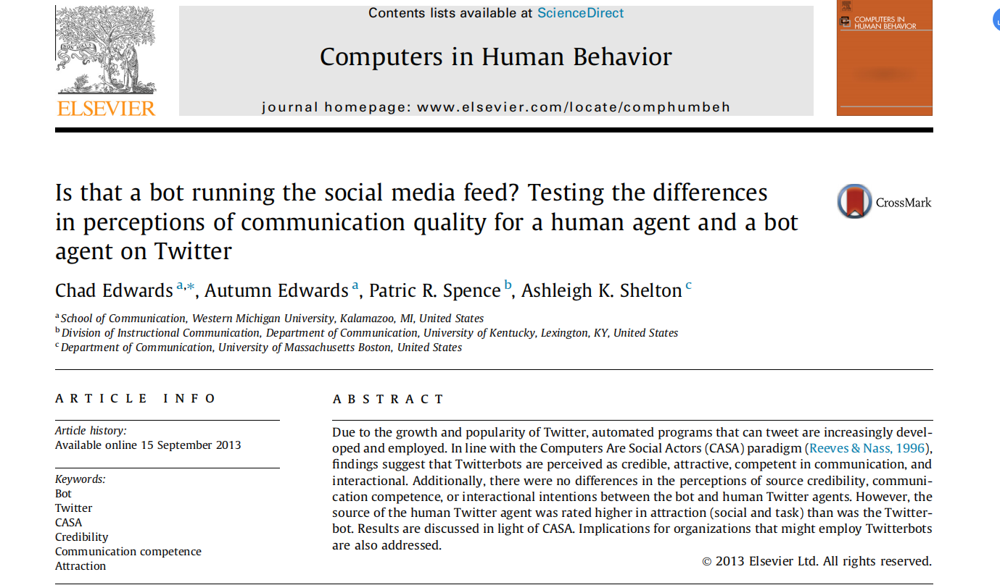 Contents lists available at ScienceDirect
Computers in Human Behavior
journal homepage: www.elsevier.com/locate/comphumbeh
NON SOLUS
ELSEVIER
COMPUTERS IN
HUMAN BEHAVIOR
Is that a bot running the social media feed? Testing the differences
in perceptions of communication quality for a human agent and a bot
agent on Twitter
CrossMark
Chad Edwards a,*, Autumn Edwards a, Patric R. Spence b, Ashleigh K. Shelton c
a School of Communication, Western Michigan University, Kalamazoo, MI, United States
b Division of Instructional Communication, Department of Communication, University of Kentucky, Lexington, KY, United States
c Department of Communication, University of Massachusetts Boston, United States
ARTICLE INFO
Article history:
Available online 15 September 2013
Keywords:
Bot
Twitter
CASA
Credibility
Communication competence
Attraction
ABSTRACT
Due to the growth and popularity of Twitter, automated programs that can tweet are increasingly devel-
oped and employed. In line with the Computers Are Social Actors (CASA) paradigm (Reeves & Nass, 1996),
findings suggest that Twitterbots are perceived as credible, attractive, competent in communication, and
interactional. Additionally, there were no differences in the perceptions of source credibility, communi-
cation competence, or interactional intentions between the bot and human Twitter agents. However, the
source of the human Twitter agent was rated higher in attraction (social and task) than was the Twitter-
bot. Results are discussed in light of CASA. Implications for organizations that might employ Twitterbots
are also addressed.
© 2013 Elsevier Ltd. All rights reserved.